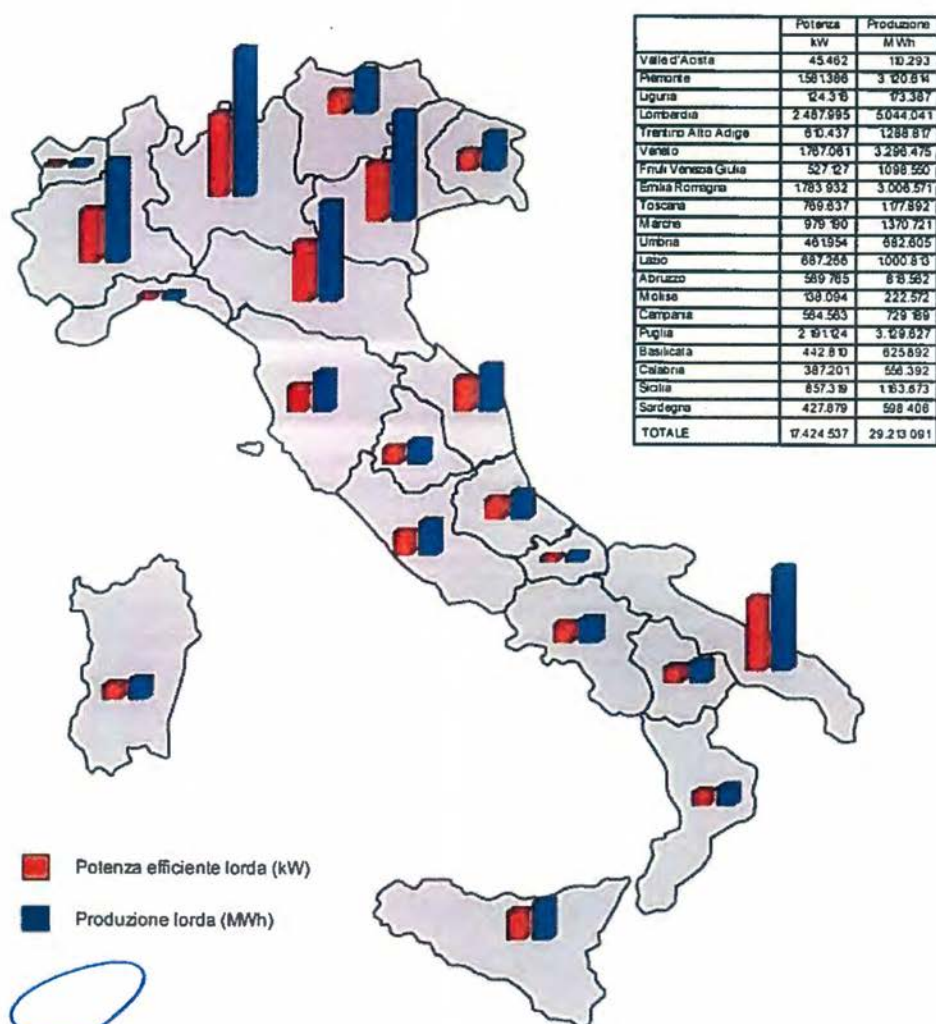 Potenza Produzione
kW MWh
Valle d'Aosta 45.462 110.293
Piemonte 1.581.386 3.120.814
Liguria 124.316 173.387
Lombardia 2.487.995 5.044.041
Trentino Alto Adige 610.437 1.288.817
Veneto 1.767.061 3.296.475
Friuli Venezia Giulia 527.127 1.098.550
Emilia Romagna 1.783.932 3.006.571
Toscana 769.637 1.177.892
Marche 979.190 1.370.721
Umbria 461.954 682.605
Lazio 687.266 1.000.813
Abruzzo 569.765 818.562
Molise 138.094 222.572
Campania 564.563 729.189
Puglia 2.191.124 3.129.627
Basilicata 442.810 625.892
Calabria 387.201 556.392
Sicilia 857.319 1.163.673
Sardegna 427.879 598.408
TOTALE 17.424.537 29.213.091
Potenza efficiente lorda (kW)
Produzione lorda (MWh)